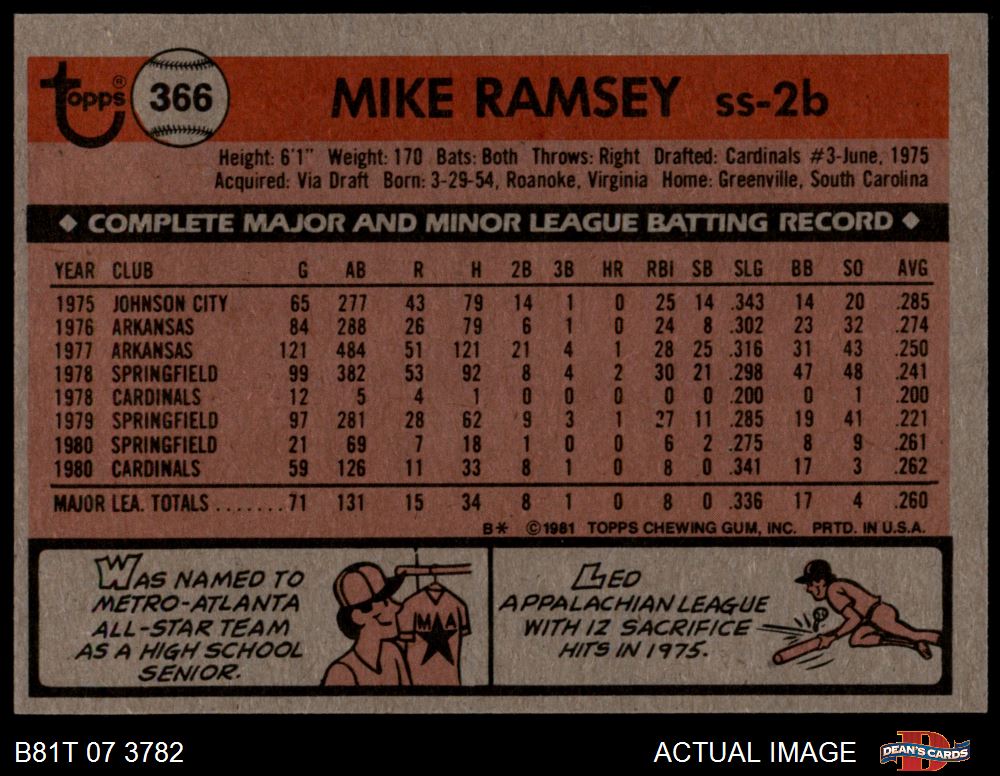 Topps® 366 MIKE RAMSEY ss-2b
Height: 6'1" Weight: 170 Bats: Both Throws: Right Drafted: Cardinals #3-June, 1975
Acquired: Via Draft Born: 3-29-54, Roanoke, Virginia Home: Greenville, South Carolina
◆ COMPLETE MAJOR AND MINOR LEAGUE BATTING RECORD ◆
YEAR CLUB G AB R H 2B 3B HR RBI SB SLG BB SO AVG
1975 JOHNSON CITY 65 277 43 79 14 1 0 25 14 .343 14 20 .285
1976 ARKANSAS 84 288 26 79 6 1 0 24 8 .302 23 32 .274
1977 ARKANSAS 121 484 51 121 21 4 1 28 25 .316 31 43 .250
1978 SPRINGFIELD 99 382 53 92 8 4 2 30 21 .298 47 48 .241
1978 CARDINALS 12 5 4 1 0 0 0 0 0 .200 0 1 .200
1979 SPRINGFIELD 97 281 28 62 9 3 1 27 11 .285 19 41 .221
1980 SPRINGFIELD 21 69 7 18 1 0 0 6 2 .275 8 9 .261
1980 CARDINALS 59 126 11 33 8 1 0 8 0 .341 17 3 .262
MAJOR LEA. TOTALS.......71 131 15 34 8 1 0 8 0 .336 17 4 .260
B* ©1981 TOPPS CHEWING GUM, INC. PRTD. IN U.S.A.
WAS NAMED TO
METRO-ATLANTA
ALL-STAR TEAM
AS A HIGH SCHOOL
SENIOR.
MAA
LED
APPALACHIAN LEAGUE
WITH 12 SACRIFICE
HITS IN 1975.
B81T 07 3782 ACTUAL IMAGE D DEAN'S CARDS